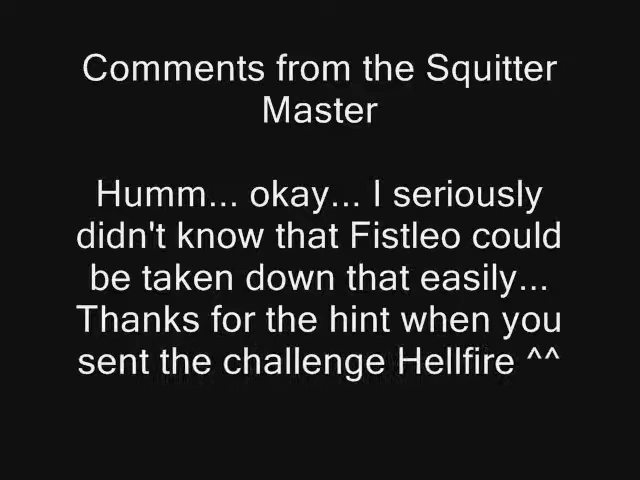 Comments from the Squitter
Master
Humm... okay... I seriously
didn't know that Fistleo could
be taken down that easily...
Thanks for the hint when you
sent the challenge Hellfire ^^